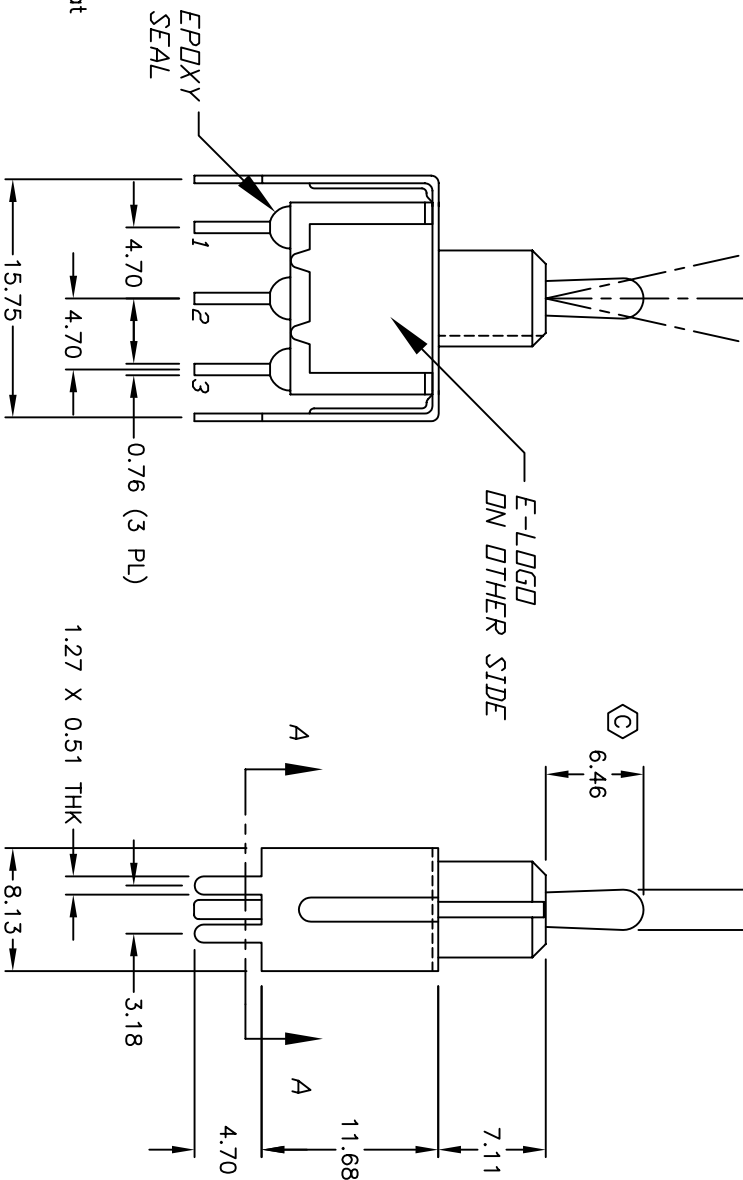 at
EPOXY
SEAL
E-LOGO
ON OTHER SIDE
1
2
3
4.70
4.70
15.75
0.76 (3 PL)
C
6.46
A
A
1.27 X 0.51 THK
8.13
3.18
4.70
11.68
7.11